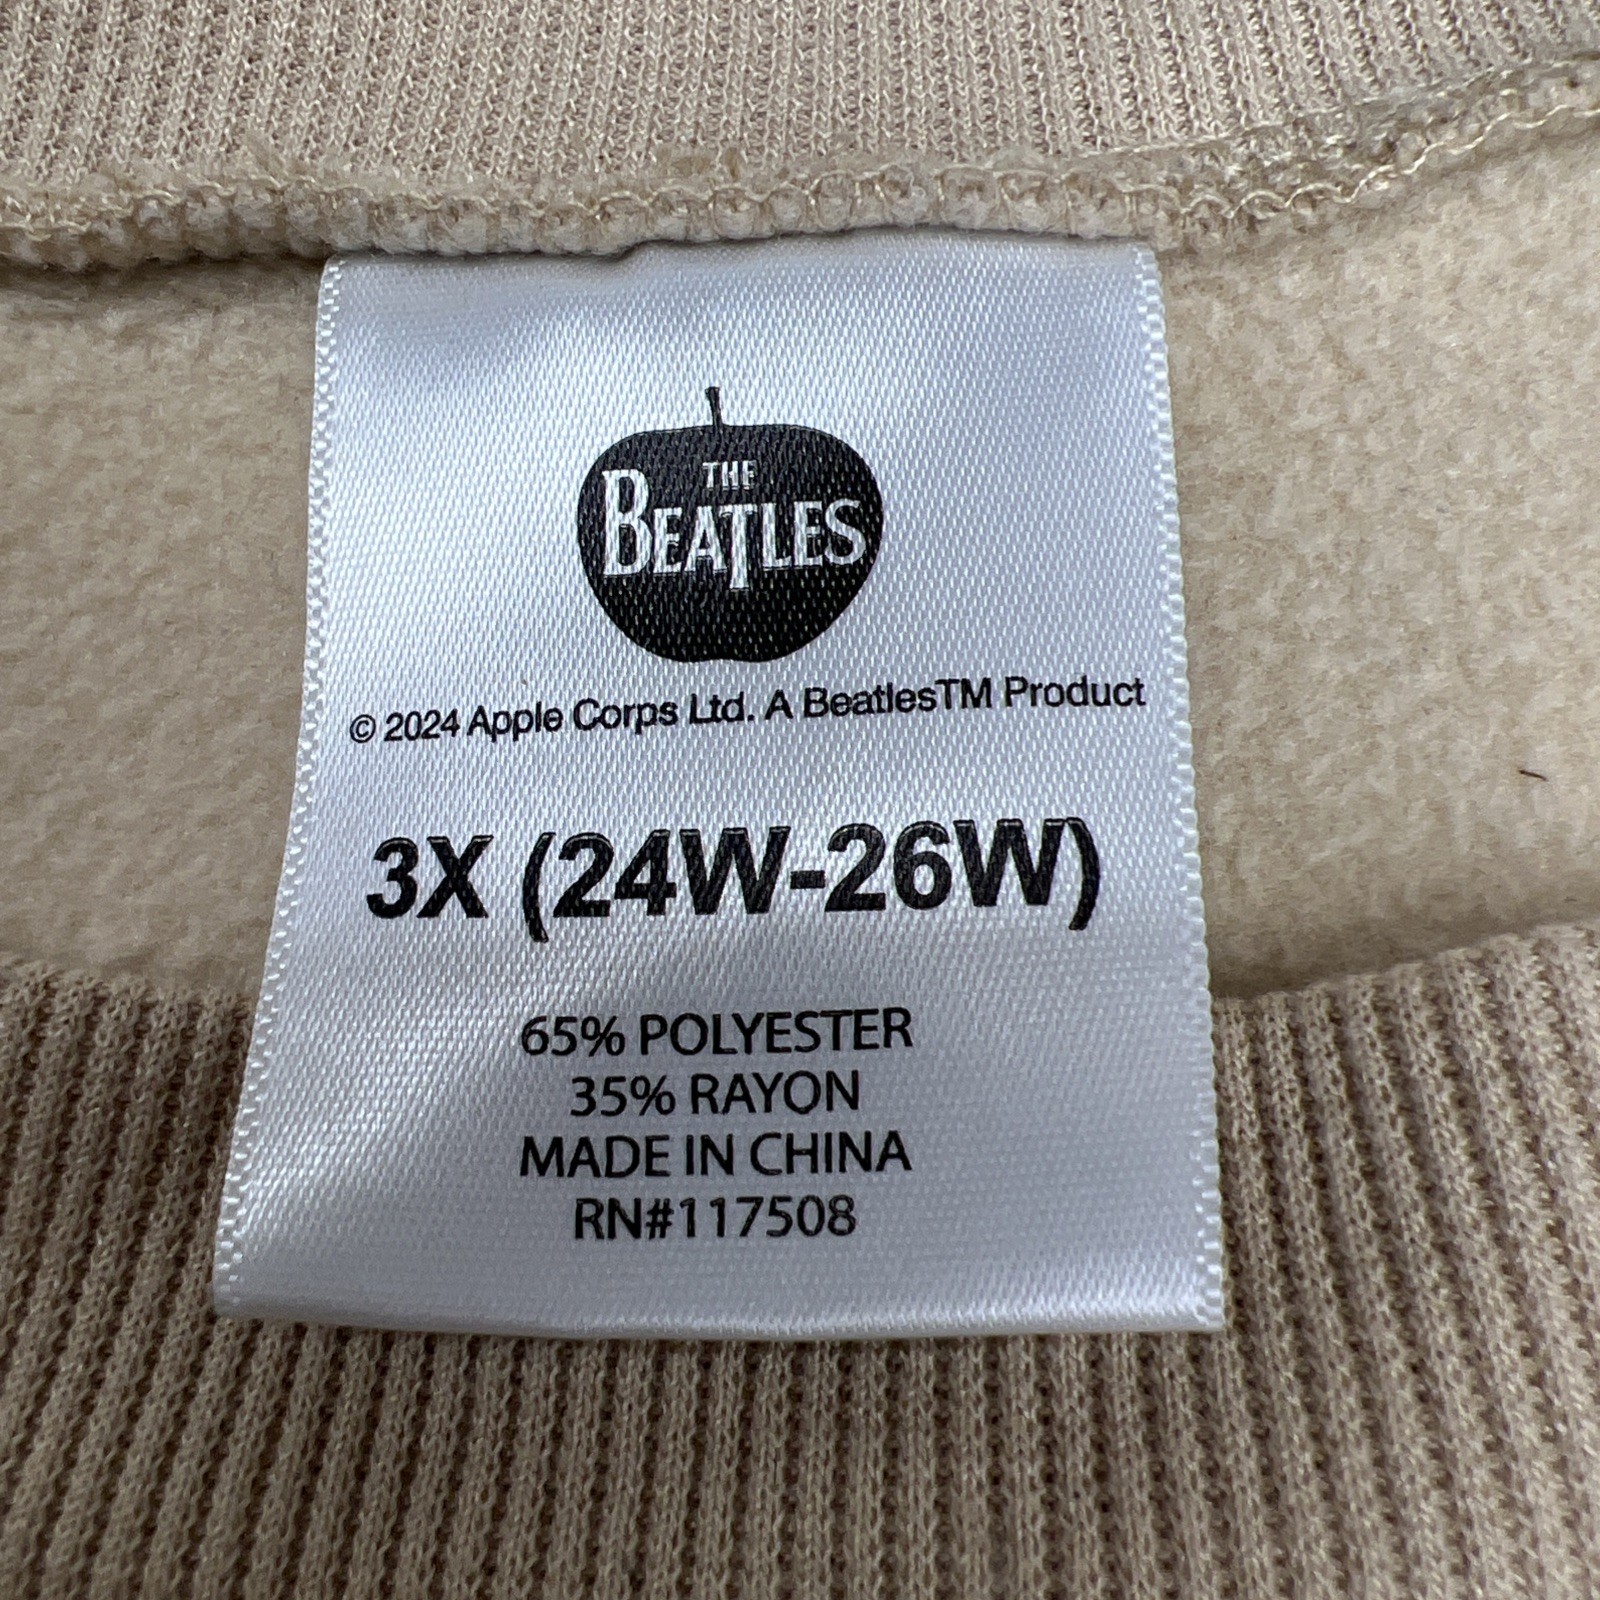 THE
BEATLES
© 2024 Apple Corps Ltd. A BeatlesTM Product
3X (24W-26W)
65% POLYESTER
35% RAYON
MADE IN CHINA
RN#117508